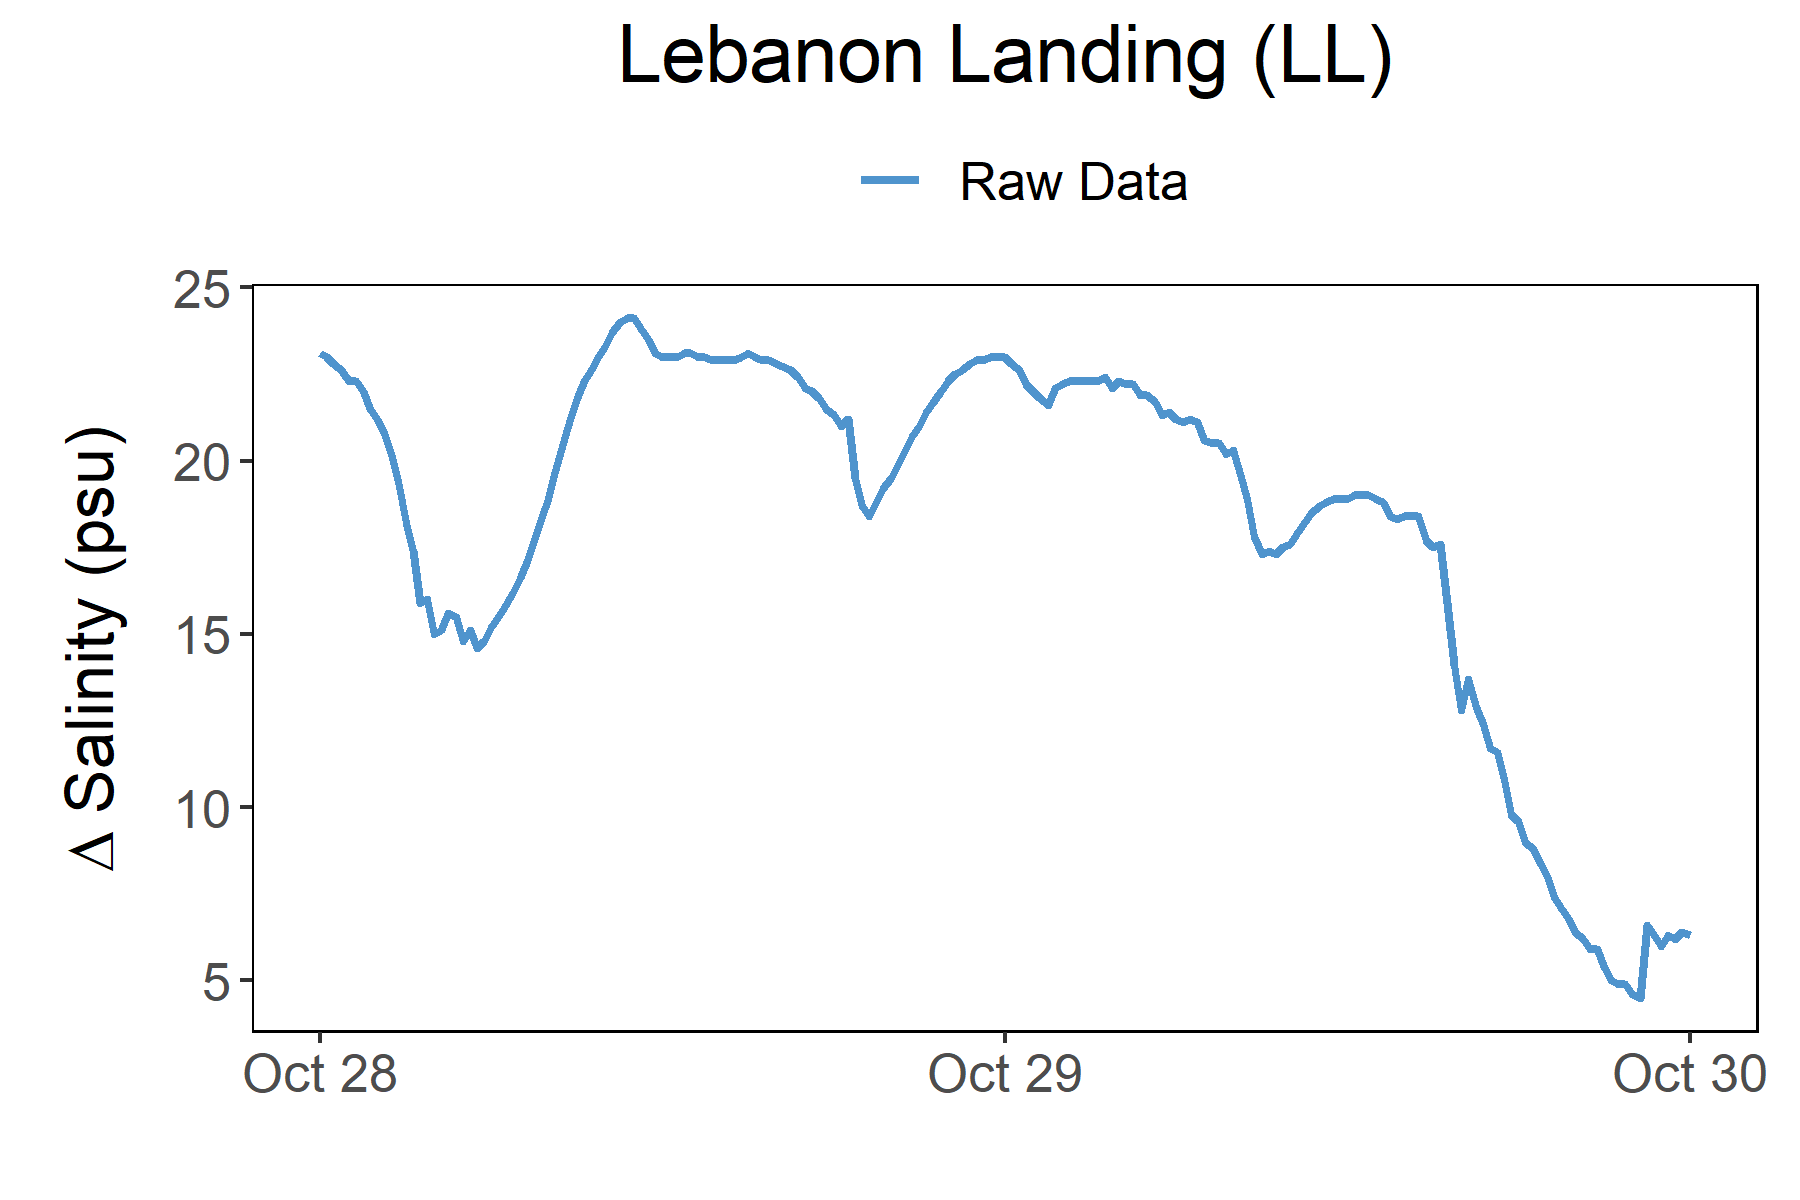 Lebanon Landing (LL)
Raw Data
25
20
15
10
5
Δ Salinity (psu)
Oct 28
Oct 29
Oct 30